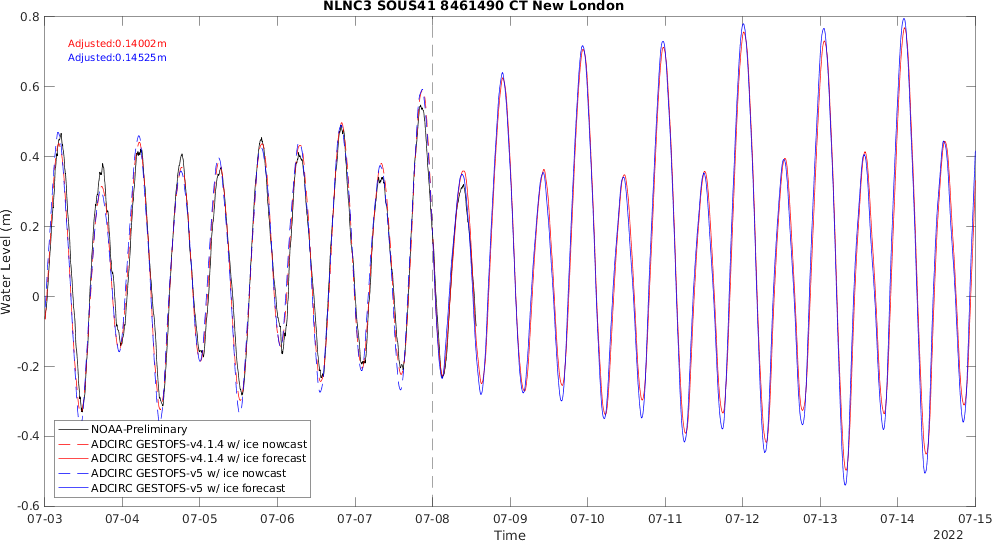 NLNC3 SOUS41 8461490 CT New London
Adjusted:0.14002m
Adjusted:0.14525m
Water Level (m)
0.8
0.6
0.4
0.2
0
-0.2
-0.4
-0.6
NOAA-Preliminary
ADCIRC GESTOFS-v4.1.4 w/ ice nowcast
ADCIRC GESTOFS-v4.1.4 w/ ice forecast
ADCIRC GESTOFS-v5 w/ ice nowcast
ADCIRC GESTOFS-v5 w/ ice forecast
07-03 07-04 07-05 07-06 07-07 07-08 07-09 07-10 07-11 07-12 07-13 07-14 07-15
Time
2022